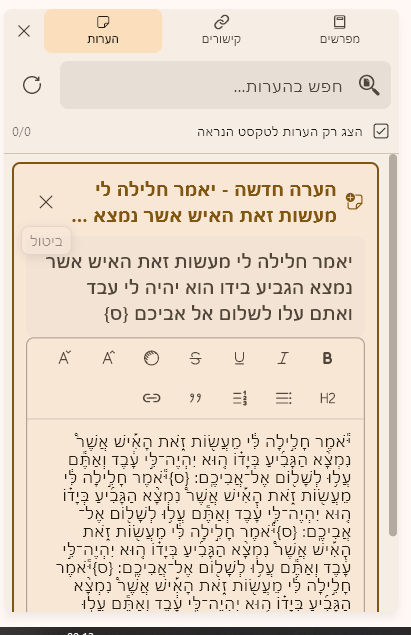 מפרשים
קישורים
הערות
חפש בהערות...
הצג רק הערות לטקסט הנראה
0/0
הערה חדשה - יאמר חלילה לי
מעשות זאת האיש אשר נמצא ...
ביטול
יאמר חלילה לי מעשות זאת האיש אשר
נמצא הגביע בידו הוא יהיה לי עבד
ואתם עלו לשלום אל אביכם {ס}
A A S U I B
H2
יֹּ֕אמֶר חָלִ֣ילָה לִּ֔י מֵעֲשׂ֖וֹת זֹ֑את הָאִ֡ישׁ אֲשֶׁר֩
נִמְצָ֨א הַגָּבִ֜יעַ בְּיָד֗וֹ ה֚וּא יִהְיֶה־לִּ֣י עָ֔בֶד וְאַתֶּ֕ם
עֲל֥וּ לְשָׁל֖וֹם אֶל־אֲבִיכֶֽם׃ {ס}יֹּ֕אמֶר חָלִ֣ילָה לִּ֔י
מֵעֲשׂ֖וֹת זֹ֑את הָאִ֡ישׁ אֲשֶׁר֩ נִמְצָ֨א הַגָּבִ֜יעַ בְּיָד֗וֹ
ה֚וּא יִהְיֶה־לִּ֣י עָ֔בֶד וְאַתֶּ֕ם עֲל֥וּ לְשָׁל֖וֹם אֶל־
אֲבִיכֶֽם׃ {ס}יֹּ֕אמֶר חָלִ֣ילָה לִּ֔י מֵעֲשׂ֖וֹת זֹ֑את
הָאִ֡ישׁ אֲשֶׁר֩ נִמְצָ֨א הַגָּבִ֜יעַ בְּיָד֗וֹ ה֚וּא יִהְיֶה־לִּ֣י
עָ֔בֶד וְאַתֶּ֕ם עֲל֥וּ לְשָׁל֖וֹם אֶל־אֲבִיכֶֽם׃ {ס}יֹּ֕אמֶר
חָלִ֣ילָה לִּ֔י מֵעֲשׂ֖וֹת זֹ֑את הָאִ֡ישׁ אֲשֶׁר֩ נִמְצָ֨א
הַגָּבִ֜יעַ בְּיָד֗וֹ ה֚וּא יִהְיֶה־לִּ֣י עָ֔בֶד וְאַתֶּ֕ם עֲל֥וּ